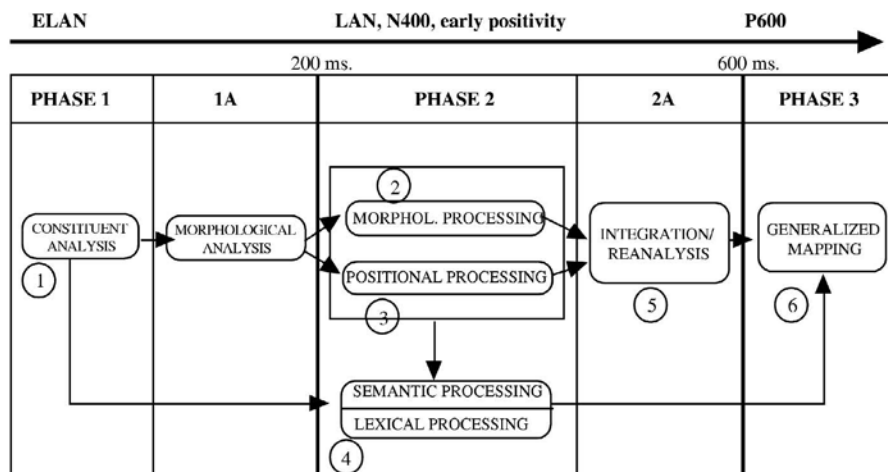 ELAN LAN, N400, early positivity P600
200 ms. 600 ms.
PHASE 1 1A PHASE 2 2A PHASE 3
2
MORPHOL. PROCESSING
CONSTITUENT
ANALYSIS
1
MORPHOLOGICAL
ANALYSIS
POSITIONAL PROCESSING
3
INTEGRATION/
REANALYSIS
5
GENERALIZED
MAPPING
6
SEMANTIC PROCESSING
LEXICAL PROCESSING
4